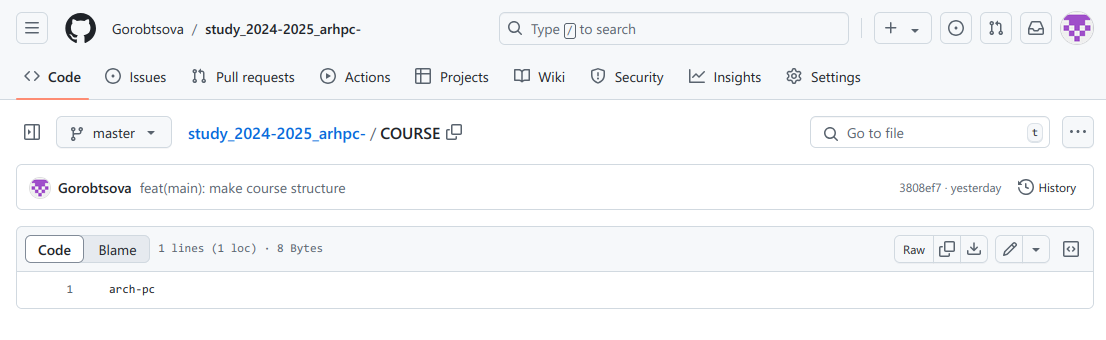 Gorobtsova / study_2024-2025_arhpc- Type / to search
Code Issues Pull requests Actions Projects Wiki Security Insights Settings
master study_2024-2025_arhpc- / COURSE Go to file t
Gorobtsova feat(main): make course structure 3808ef7 · yesterday History
Code Blame 1 lines (1 loc) · 8 Bytes Raw
1 arch-pc